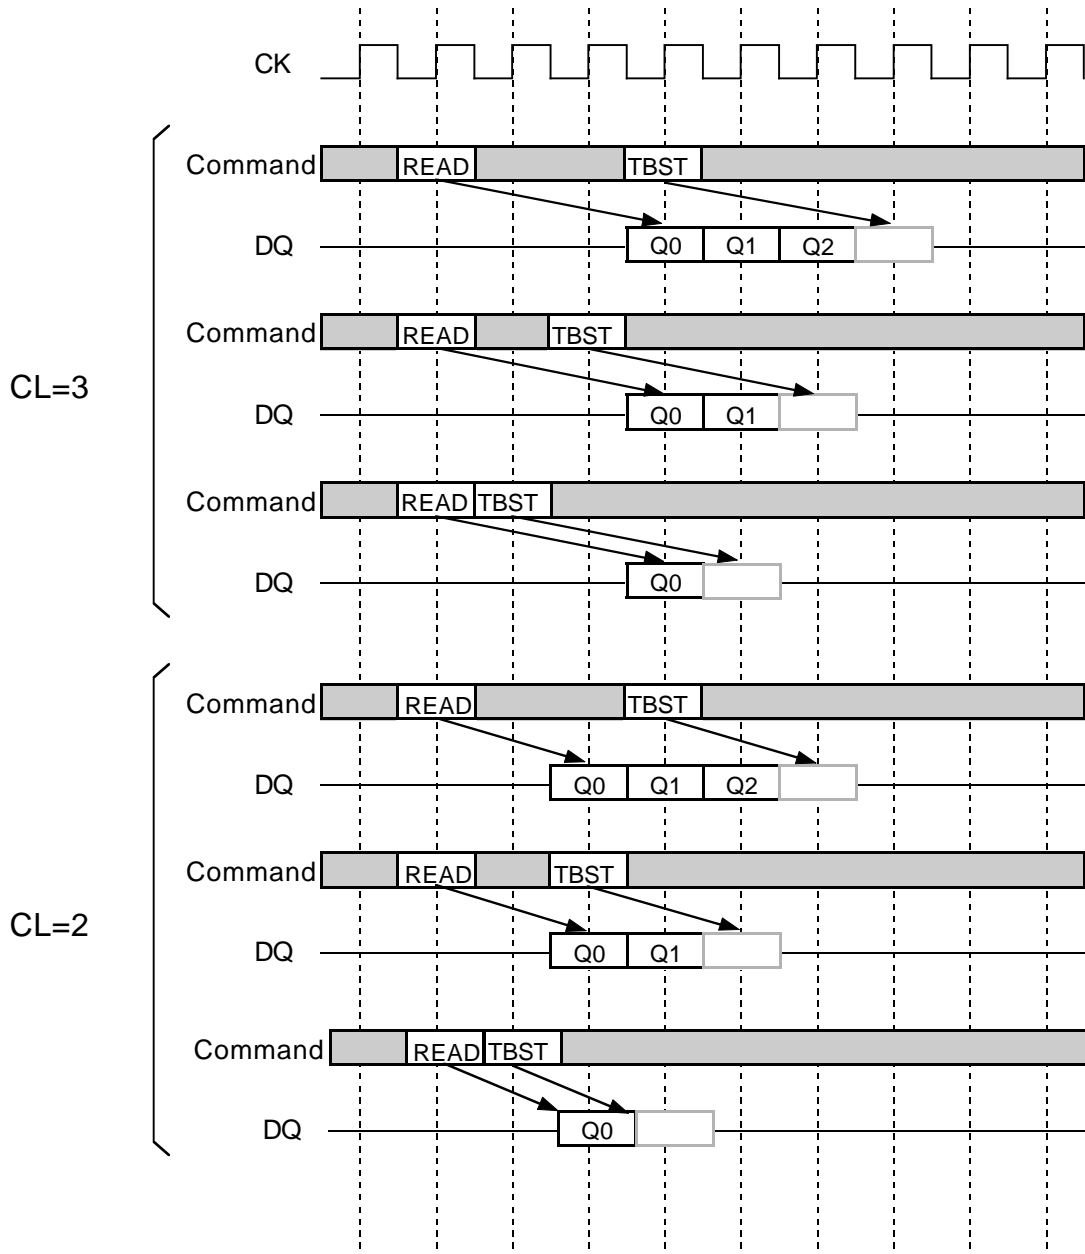 CK
Command READ TBST
DQ Q0 Q1 Q2
Command READ TBST
CL=3
DQ Q0 Q1
Command READ TBST
DQ Q0
Command READ TBST
DQ Q0 Q1 Q2
Command READ TBST
CL=2
DQ Q0 Q1
Command READ TBST
DQ Q0